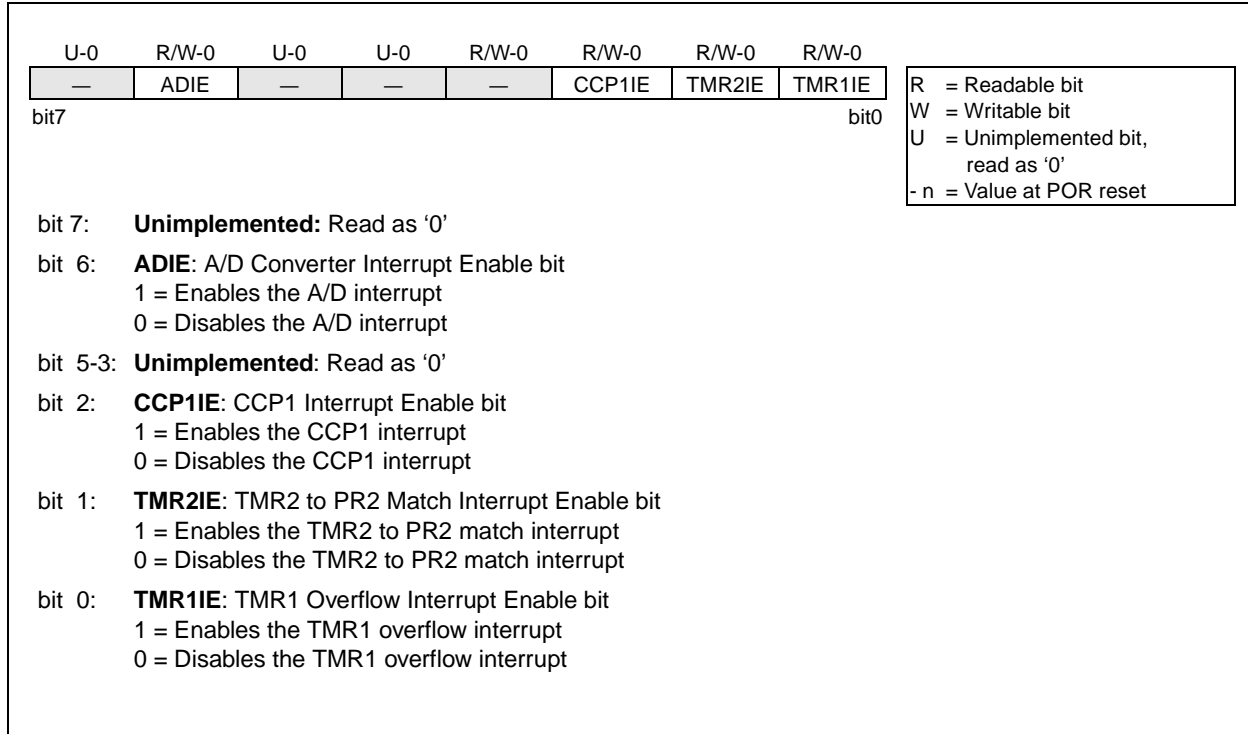 U-0 R/W-0 U-0 U-0 R/W-0 R/W-0 R/W-0 R/W-0
— ADIE — — — CCP1IE TMR2IE TMR1IE
bit7 bit0
R = Readable bit
W = Writable bit
U = Unimplemented bit,
read as ‘0’
- n = Value at POR reset
bit 7: Unimplemented: Read as ‘0’
bit 6: ADIE: A/D Converter Interrupt Enable bit
1 = Enables the A/D interrupt
0 = Disables the A/D interrupt
bit 5-3: Unimplemented: Read as ‘0’
bit 2: CCP1IE: CCP1 Interrupt Enable bit
1 = Enables the CCP1 interrupt
0 = Disables the CCP1 interrupt
bit 1: TMR2IE: TMR2 to PR2 Match Interrupt Enable bit
1 = Enables the TMR2 to PR2 match interrupt
0 = Disables the TMR2 to PR2 match interrupt
bit 0: TMR1IE: TMR1 Overflow Interrupt Enable bit
1 = Enables the TMR1 overflow interrupt
0 = Disables the TMR1 overflow interrupt